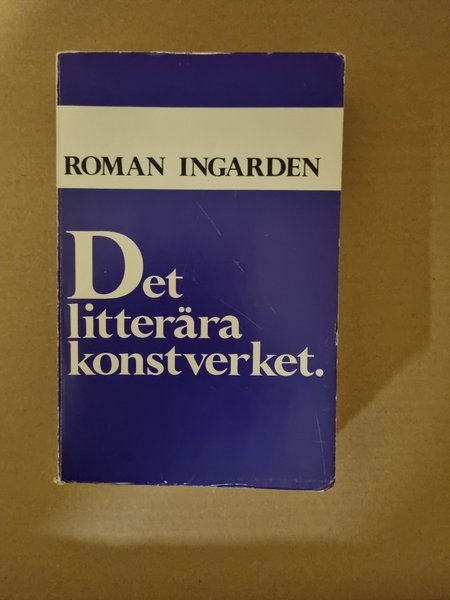 ROMAN INGARDEN
Det
litterära
konstverket.